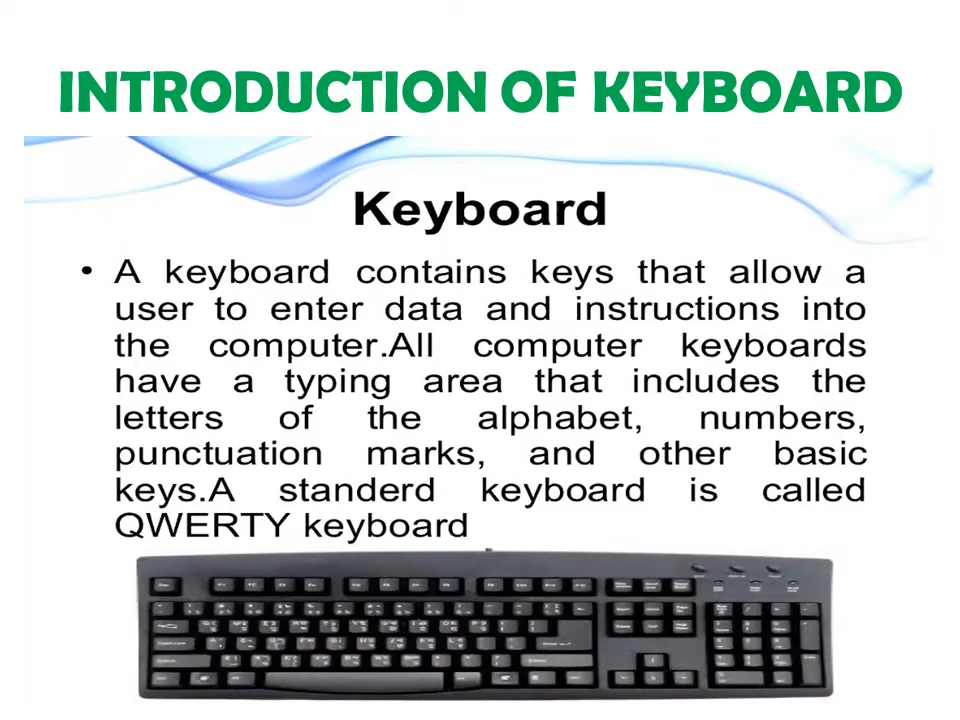 INTRODUCTION OF KEYBOARD
Keyboard
• A keyboard contains keys that allow a
user to enter data and instructions into
the computer.All computer keyboards
have a typing area that includes the
letters of the alphabet, numbers,
punctuation marks, and other basic
keys.A standerd keyboard is called
QWERTY keyboard